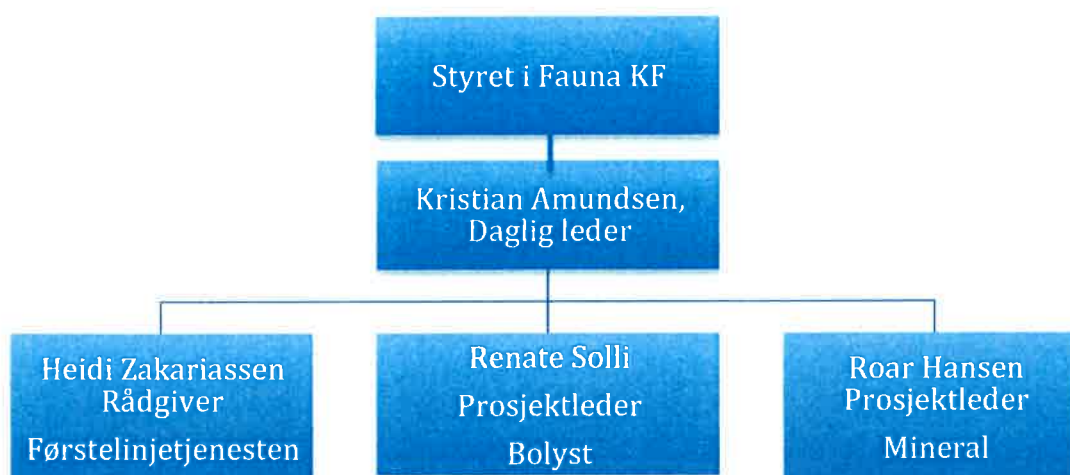 Styret i Fauna KF
Kristian Amundsen,
Daglig leder
Heidi Zakariassen
Rådgiver
Førstelinjetjenesten
Renate Solli
Prosjektleder
Bolyst
Roar Hansen
Prosjektleder
Mineral